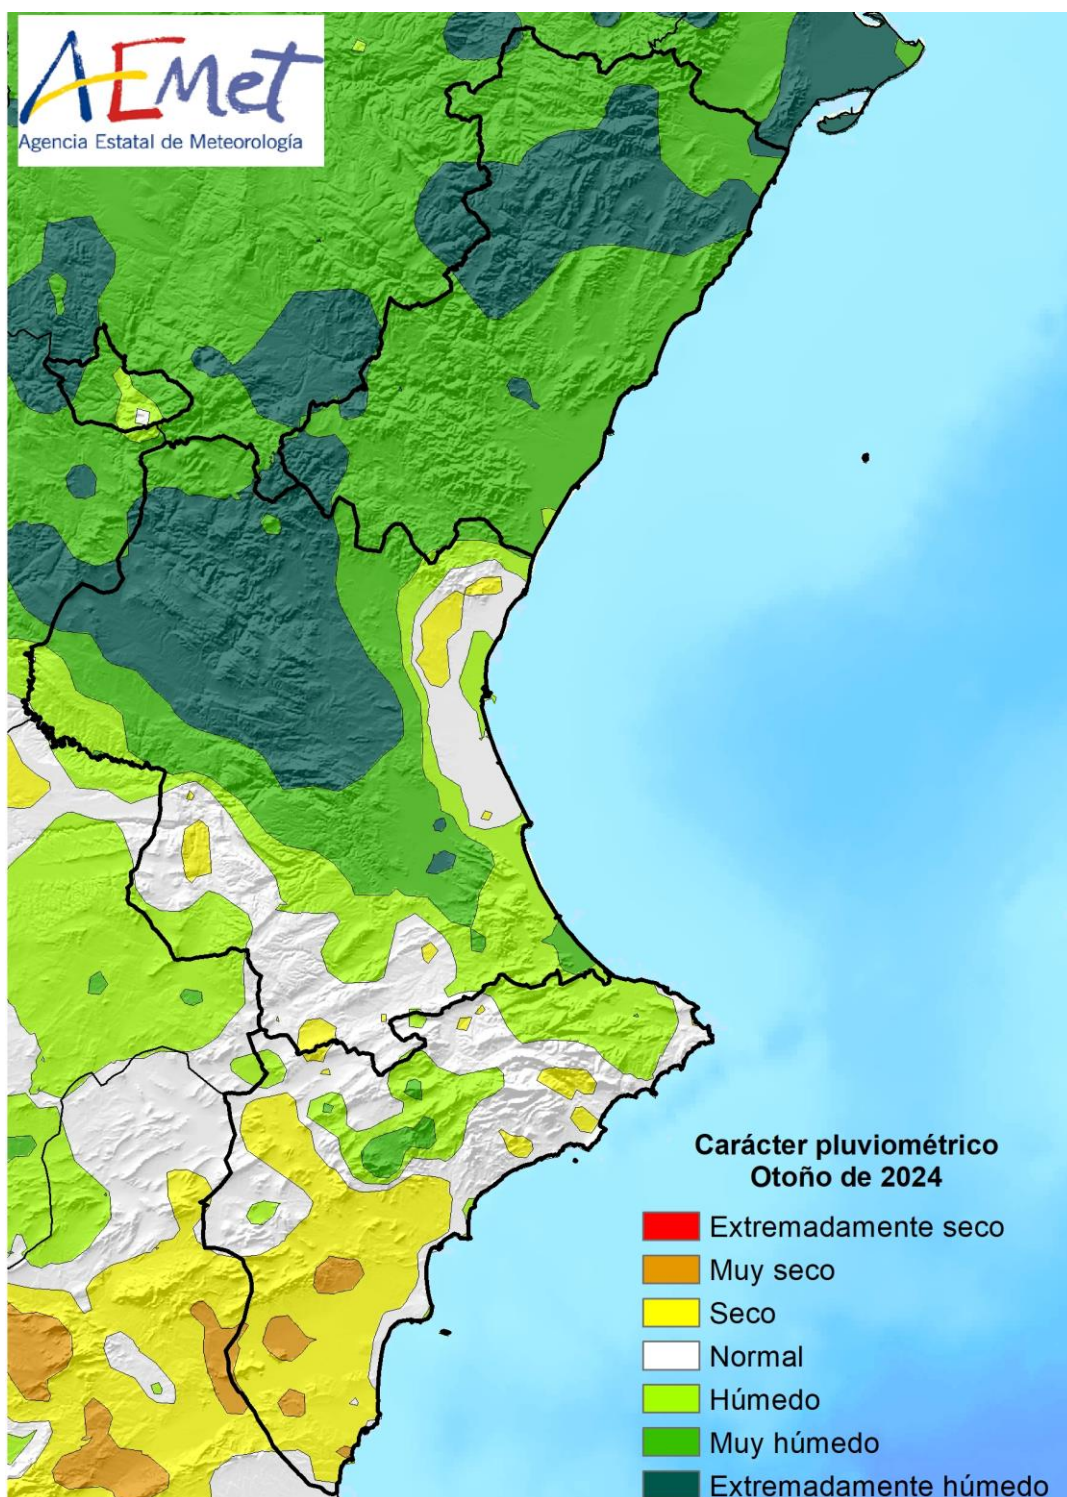 AEMet
Agencia Estatal de Meteorología
Carácter pluviométrico
Otoño de 2024
Extremadamente seco
Muy seco
Seco
Normal
Húmedo
Muy húmedo
Extremadamente húmedo